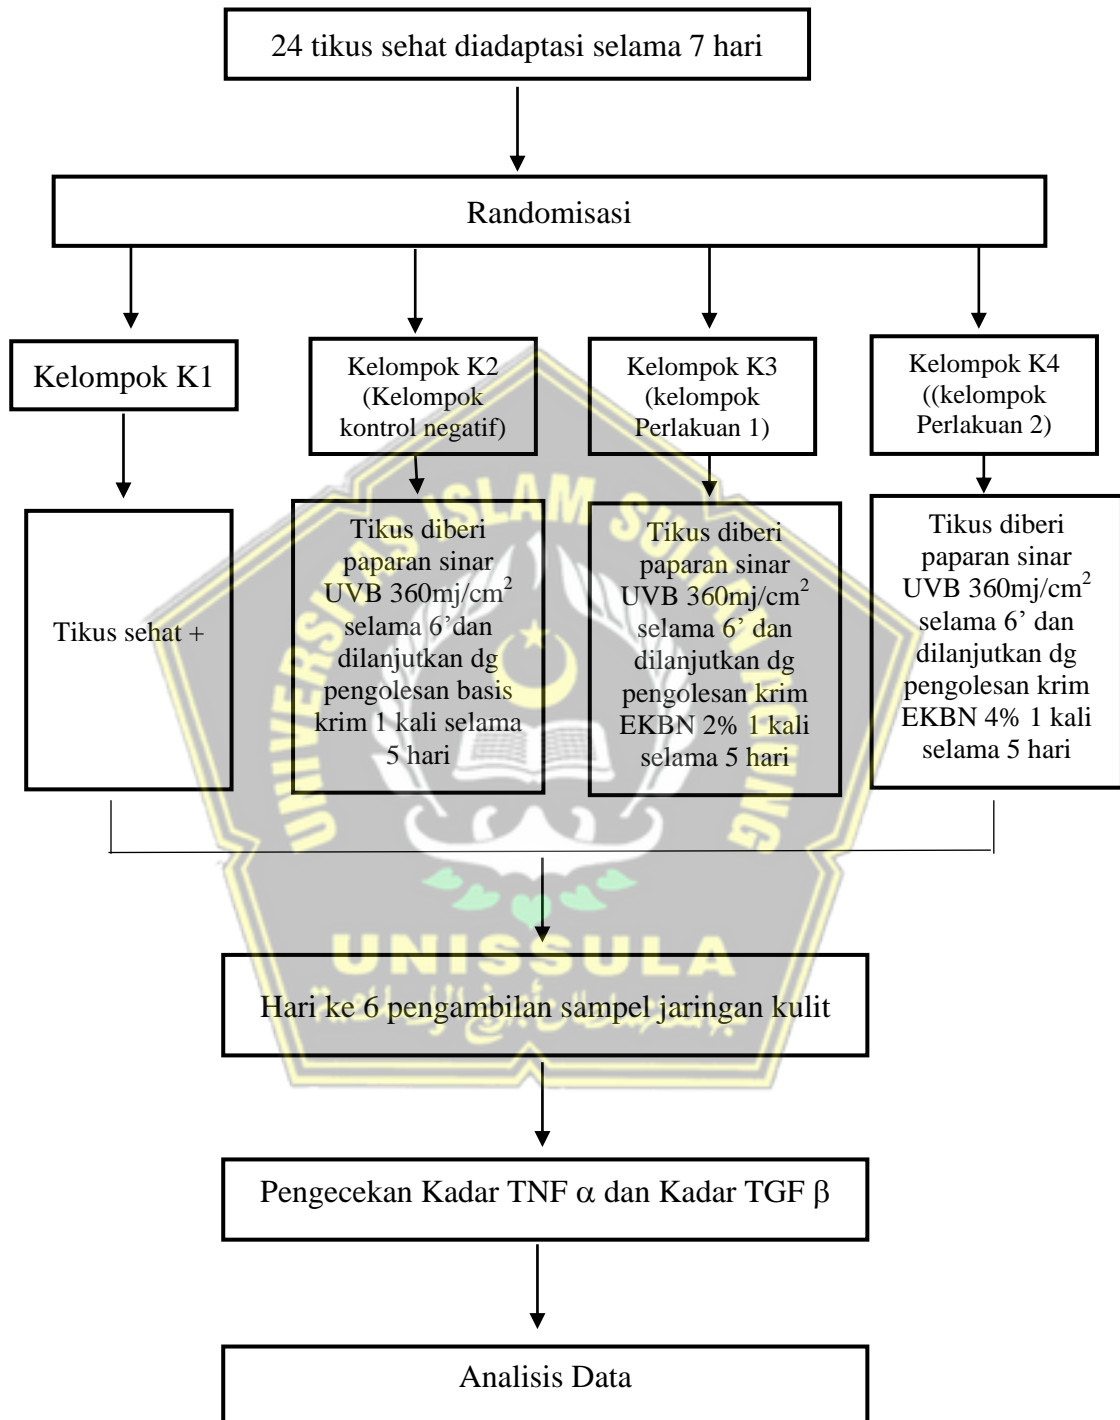 24 tikus sehat diadaptasi selama 7 hari
Randomisasi
Kelompok K1
Kelompok K2
(Kelompok
kontrol negatif)
Kelompok K3
(kelompok
Perlakuan 1)
Kelompok K4
((kelompok
Perlakuan 2)
Tikus sehat +
Tikus diberi
paparan sinar
UVB 360mj/cm²
selama 6’dan
dilanjutkan dg
pengolesan basis
krim 1 kali selama
5 hari
Tikus diberi
paparan sinar
UVB 360mj/cm²
selama 6’ dan
dilanjutkan dg
pengolesan krim
EKBN 2% 1 kali
selama 5 hari
Tikus diberi
paparan sinar
UVB 360mj/cm²
selama 6’ dan
dilanjutkan dg
pengolesan krim
EKBN 4% 1 kali
selama 5 hari
UNIVERSITAS ISLAM SULTAN AGUNG
UNISSULA
Hari ke 6 pengambilan sampel jaringan kulit
Pengecekan Kadar TNF α dan Kadar TGF β
Analisis Data